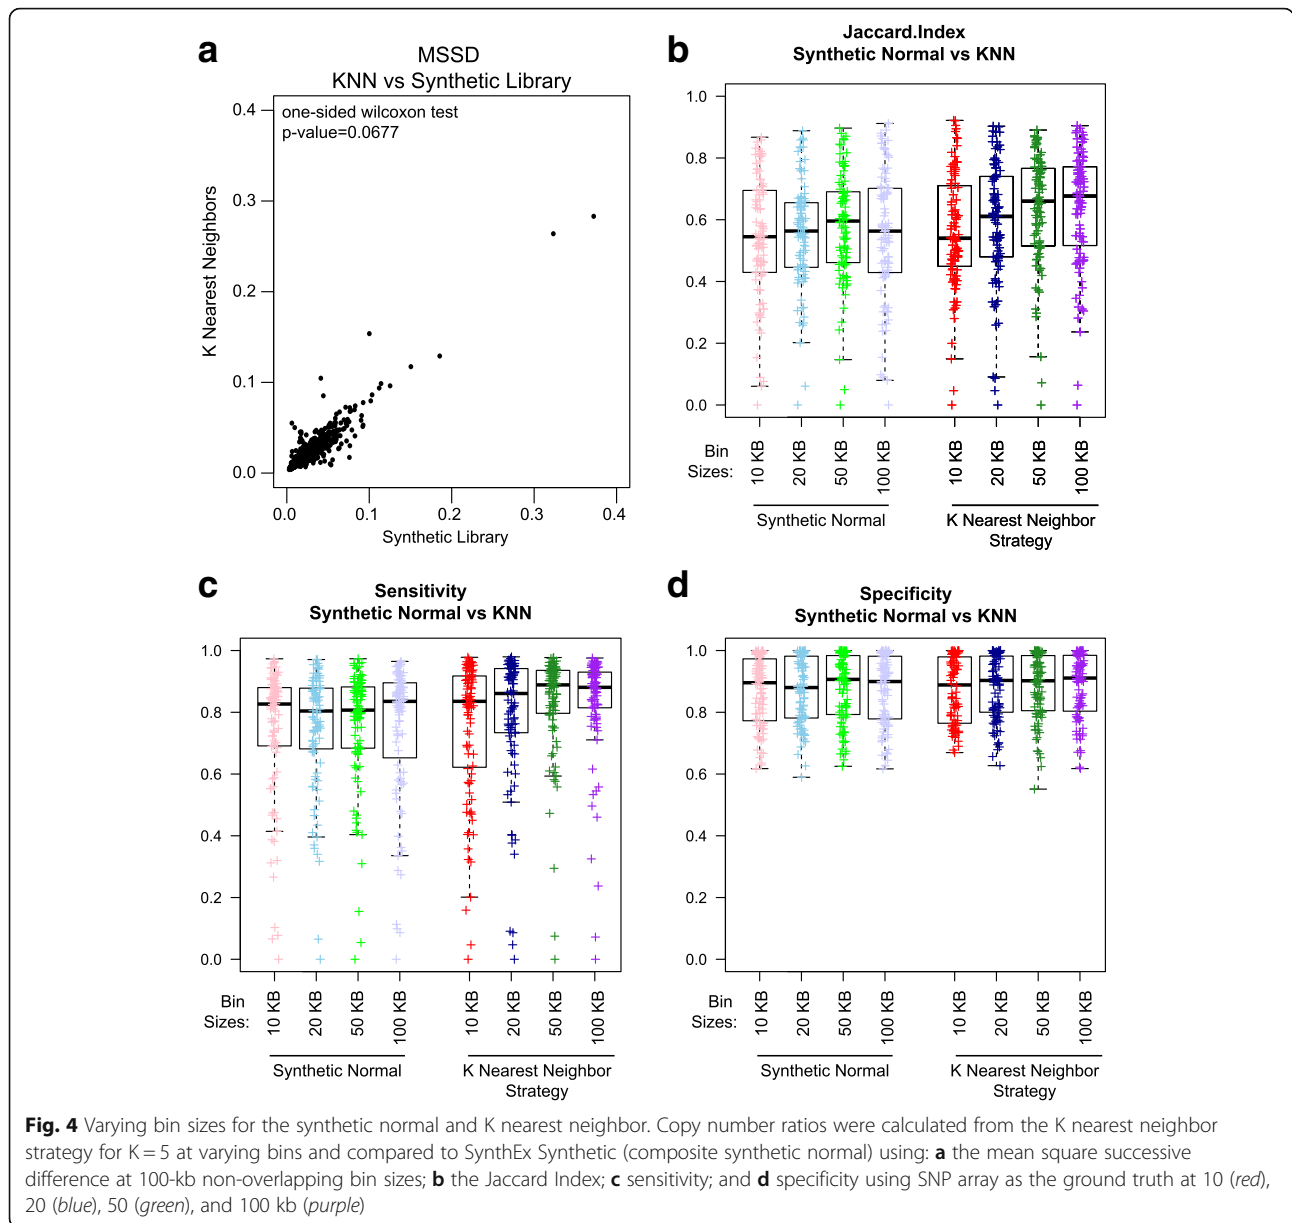 a
MSSD
KNN vs Synthetic Library
one-sided wilcoxon test
p-value=0.0677
0.4
0.3
0.2
0.1
0.0
K Nearest Neighbors
0.0 0.1 0.2 0.3 0.4
Synthetic Library
b
Jaccard.Index
Synthetic Normal vs KNN
1.0
0.8
0.6
0.4
0.2
0.0
Bin
Sizes:
10 KB 20 KB 50 KB 100 KB 10 KB 20 KB 50 KB 100 KB
Synthetic Normal
K Nearest Neighbor
Strategy
c
Sensitivity
Synthetic Normal vs KNN
1.0
0.8
0.6
0.4
0.2
0.0
Bin
Sizes:
10 KB 20 KB 50 KB 100 KB 10 KB 20 KB 50 KB 100 KB
Synthetic Normal
K Nearest Neighbor
Strategy
d
Specificity
Synthetic Normal vs KNN
1.0
0.8
0.6
0.4
0.2
0.0
Bin
Sizes:
10 KB 20 KB 50 KB 100 KB 10 KB 20 KB 50 KB 100 KB
Synthetic Normal
K Nearest Neighbor
Strategy
Fig. 4 Varying bin sizes for the synthetic normal and K nearest neighbor. Copy number ratios were calculated from the K nearest neighbor
strategy for K = 5 at varying bins and compared to SynthEx Synthetic (composite synthetic normal) using: a the mean square successive
difference at 100-kb non-overlapping bin sizes; b the Jaccard Index; c sensitivity; and d specificity using SNP array as the ground truth at 10 (red),
20 (blue), 50 (green), and 100 kb (purple)